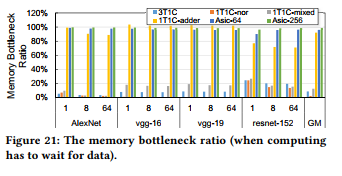 3T1C 1T1C-nor 1T1C-mixed
1T1C-adder Asic-64 Asic-256
Memory Bottleneck
Ratio
100%
80%
60%
40%
20%
0%
1 8 64 1 8 64 1 8 64 1 8 64 GM
AlexNet vgg-16 vgg-19 resnet-152
Figure 21: The memory bottleneck ratio (when computing
has to wait for data).